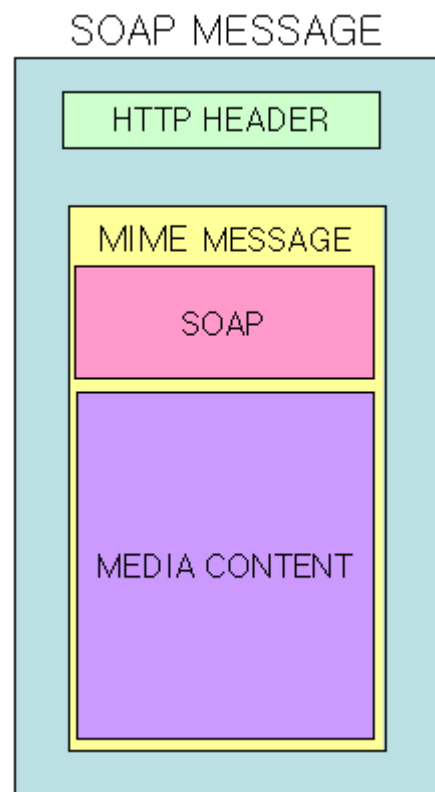 SOAP MESSAGE
HTTP HEADER
MIME MESSAGE
SOAP
MEDIA CONTENT